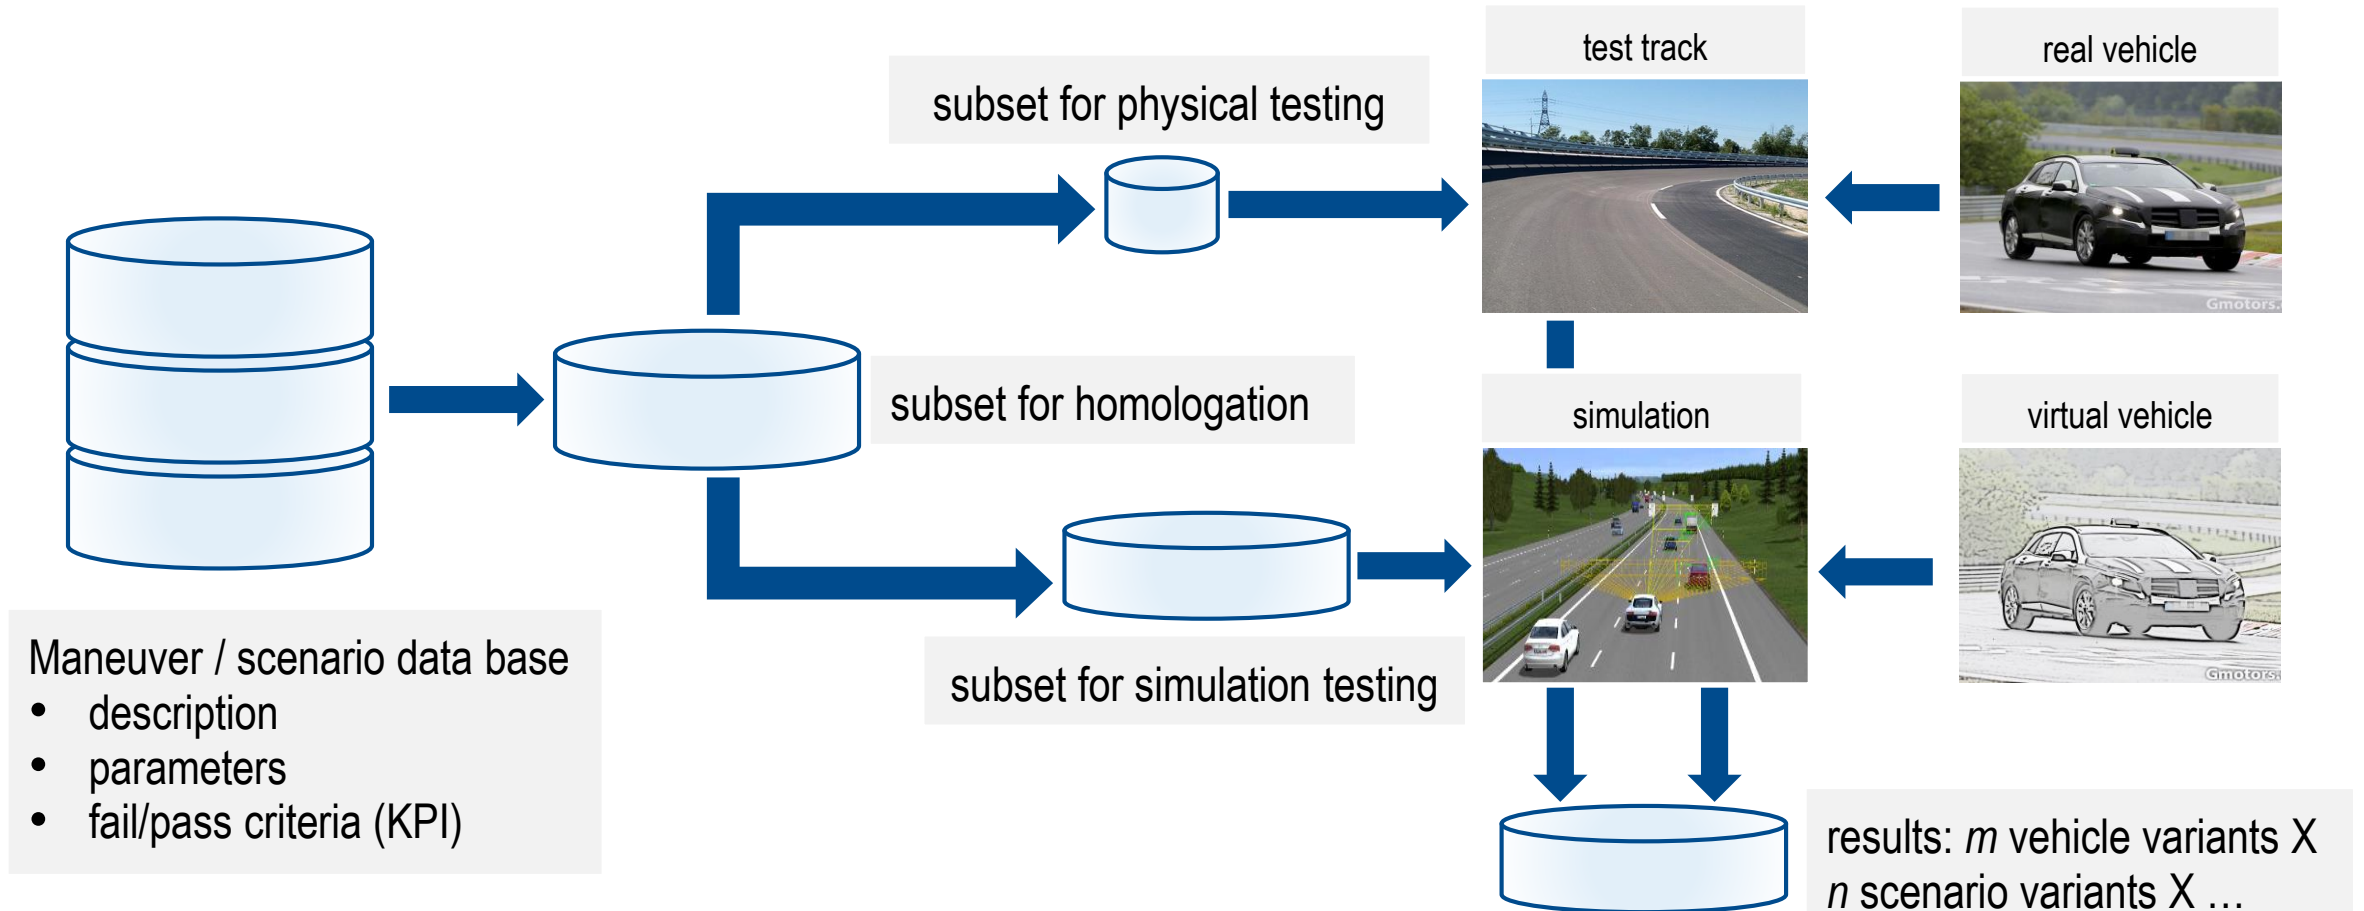 test track
real vehicle
subset for physical testing
Gmotors.
subset for homologation
simulation
virtual vehicle
Maneuver / scenario data base
• description
• parameters
• fail/pass criteria (KPI)
subset for simulation testing
Gmotors.
results: m vehicle variants X
n scenario variants X …